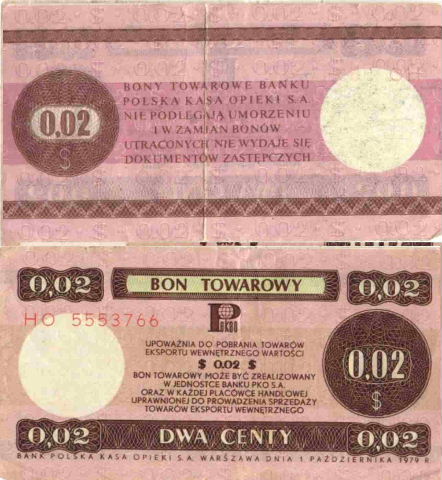 BONY TOWAROWE BANKU
POLSKA KASA OPIEKI S.A.
NIE PODLEGAJĄ UMORZENIU
I W ZAMIAN BONÓW
UTRACONYCH NIE WYDAJE SIĘ
DOKUMENTÓW ZASTĘPCZYCH
0,02
$
$ 0.02 $
0,02
BON TOWAROWY
0,02
HO 5553766
PEKAO
UPOWAŻNIA DO POBRANIA TOWARÓW
EKSPORTU WEWNĘTRZNEGO WARTOŚCI
$ 0.02 $
BON TOWAROWY MOŻE BYĆ ZREALIZOWANY
W JEDNOSTCE BANKU PKO S.A.
ORAZ W KAŻDEJ PLACÓWCE HANDLOWEJ
UPRAWNIONEJ DO PROWADZENIA SPRZEDAŻY
TOWARÓW EKSPORTU WEWNĘTRZNEGO
0,02
$
0,02
DWA CENTY
0,02
BANK POLSKA KASA OPIEKI S.A. WARSZAWA DNIA 1 PAŹDZIERNIKA 1979 R.